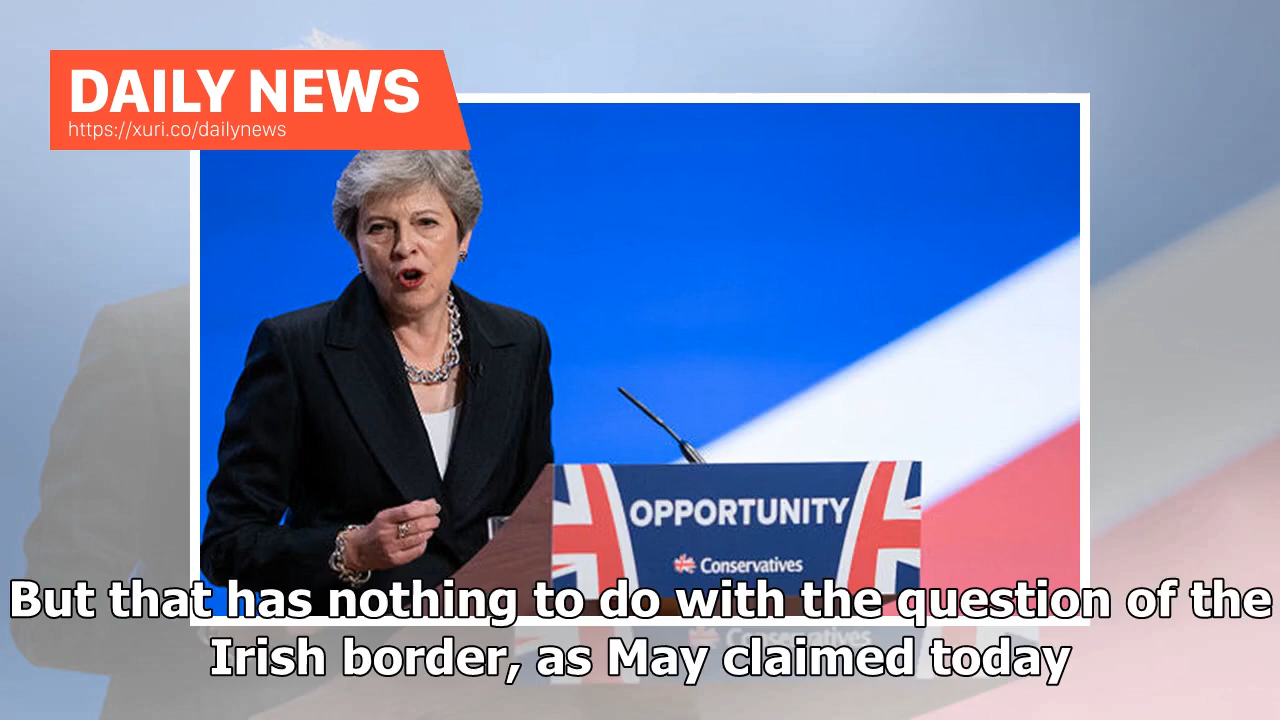 DAILY NEWS
https://xuri.co/dailynews
OPPORTUNITY
Conservatives
But that has nothing to do with the question of the
Conservatives
Irish border, as May claimed today